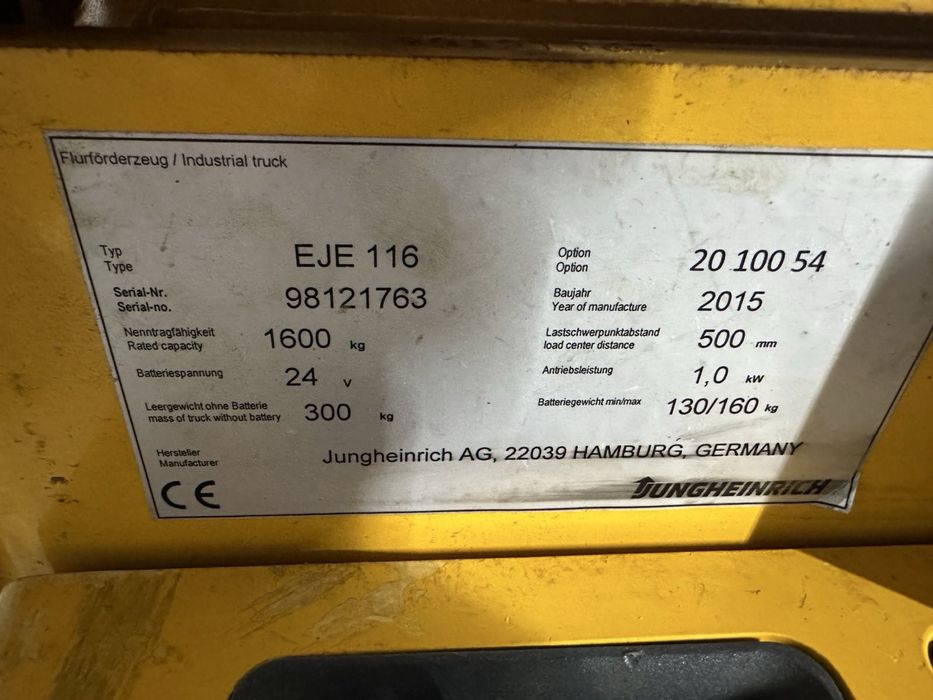 Flurförderzeug / Industrial truck
Typ
Type
EJE 116
Option
Option
20 100 54
Serial-Nr.
Serial-no.
98121763
Baujahr
Year of manufacture
2015
Nenntragfähigkeit
Rated capacity
1600 kg
Lastschwerpunktabstand
load center distance
500 mm
Batteriespannung
24 v
Antriebsleistung
1,0 kW
Leergewicht ohne Batterie
mass of truck without battery
300 kg
Batteriegewicht min/max
130/160 kg
Hersteller
Manufacturer
Jungheinrich AG, 22039 HAMBURG, GERMANY
CE
JUNGHEINRICH